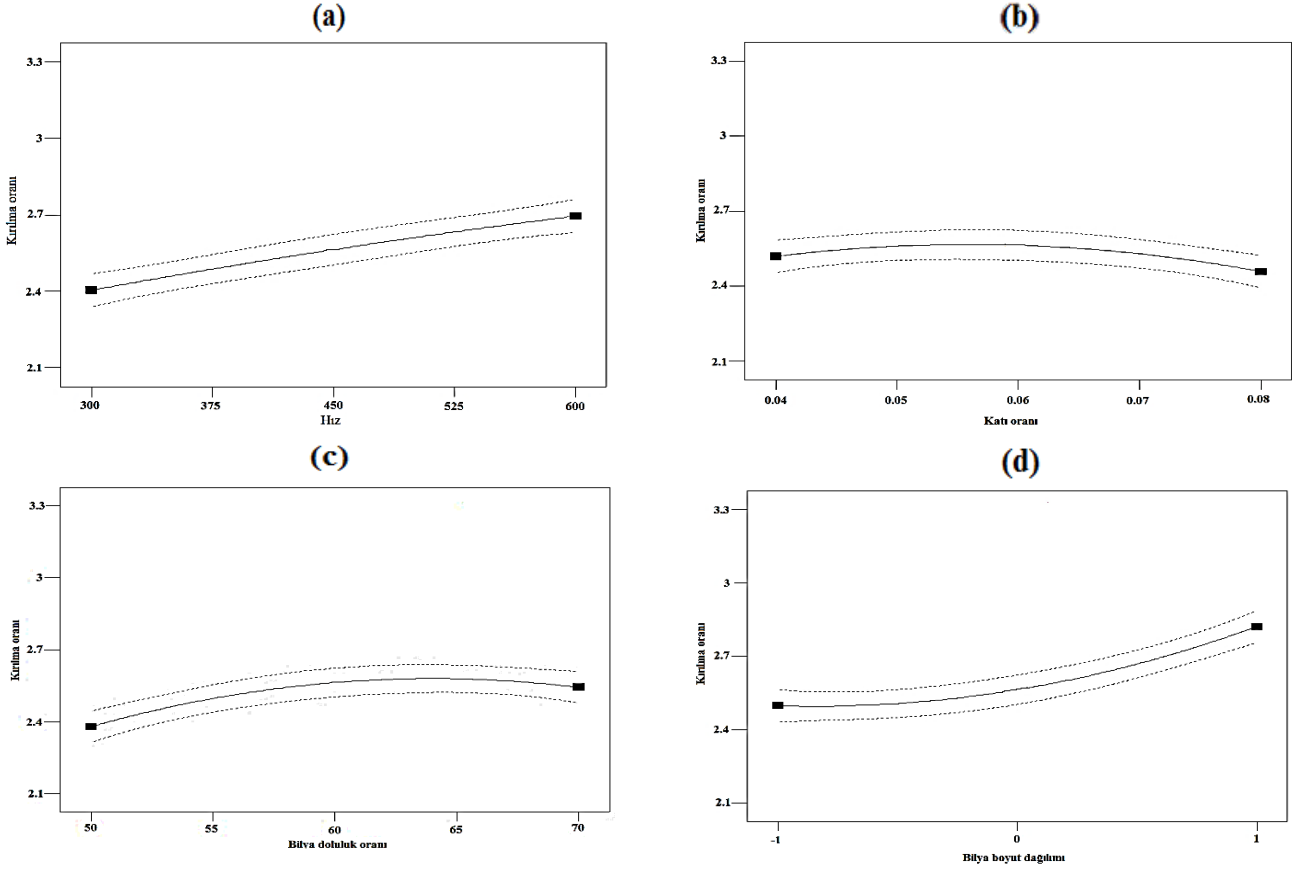 (a)
3.3
3
2.7
2.4
2.1
Kırılma oranı
300 375 450 525 600
Hız
(b)
3.3
3
2.7
2.4
2.1
Kırılma oranı
0.04 0.05 0.06 0.07 0.08
Katı oranı
(c)
3.3
3
2.7
2.4
2.1
Kırılma oranı
50 55 60 65 70
Bilya doluluk oranı
(d)
3.3
3
2.7
2.4
2.1
Kırılma oranı
-1 0 1
Bilya boyut dağılımı